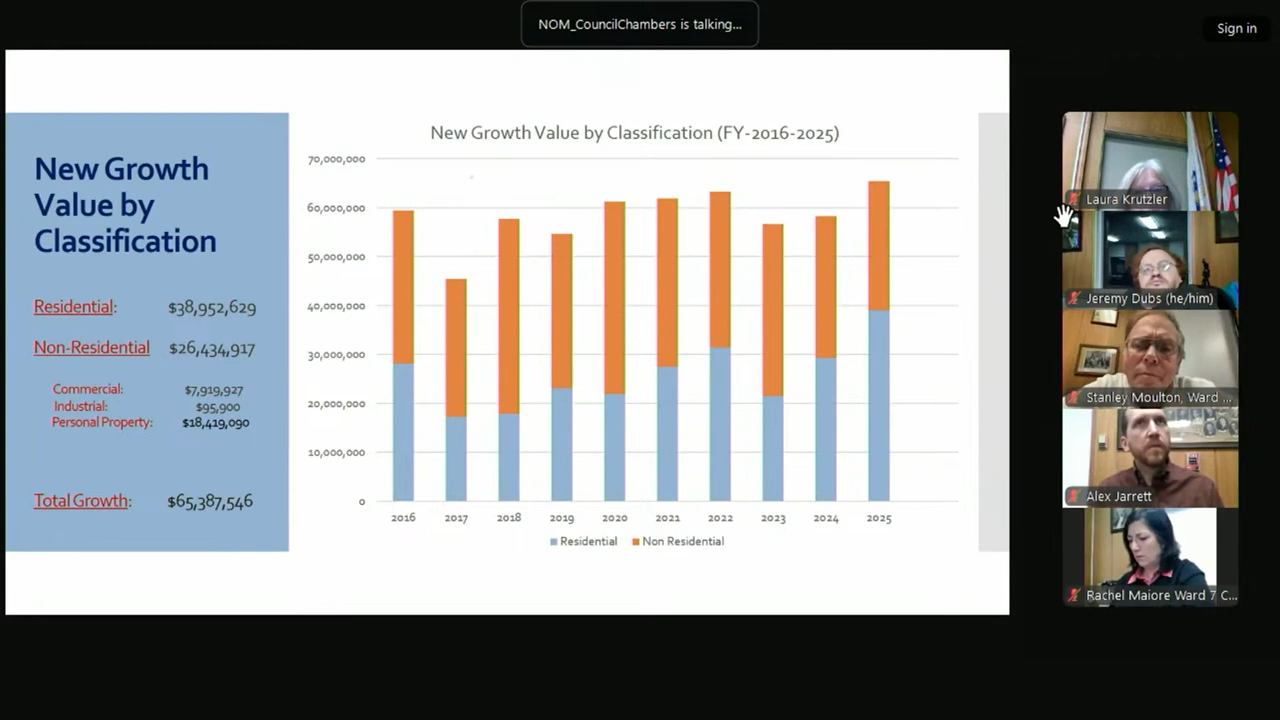 NOM_CouncilChambers is talking...
Sign in
New Growth
Value by
Classification
Residential: $38,952,629
Non-Residential $26,434,917
Commercial: $7,919,927
Industrial: $95,900
Personal Property: $18,419,090
Total Growth: $65,387,546
New Growth Value by Classification (FY-2016-2025)
70,000,000
60,000,000
50,000,000
40,000,000
30,000,000
20,000,000
10,000,000
0
2016 2017 2018 2019 2020 2021 2022 2023 2024 2025
Residential Non Residential
Laura Krutzler
Jeremy Dubs (he/him)
Stanley Moulton, Ward ...
Alex Jarrett
Rachel Maiore Ward 7 C...